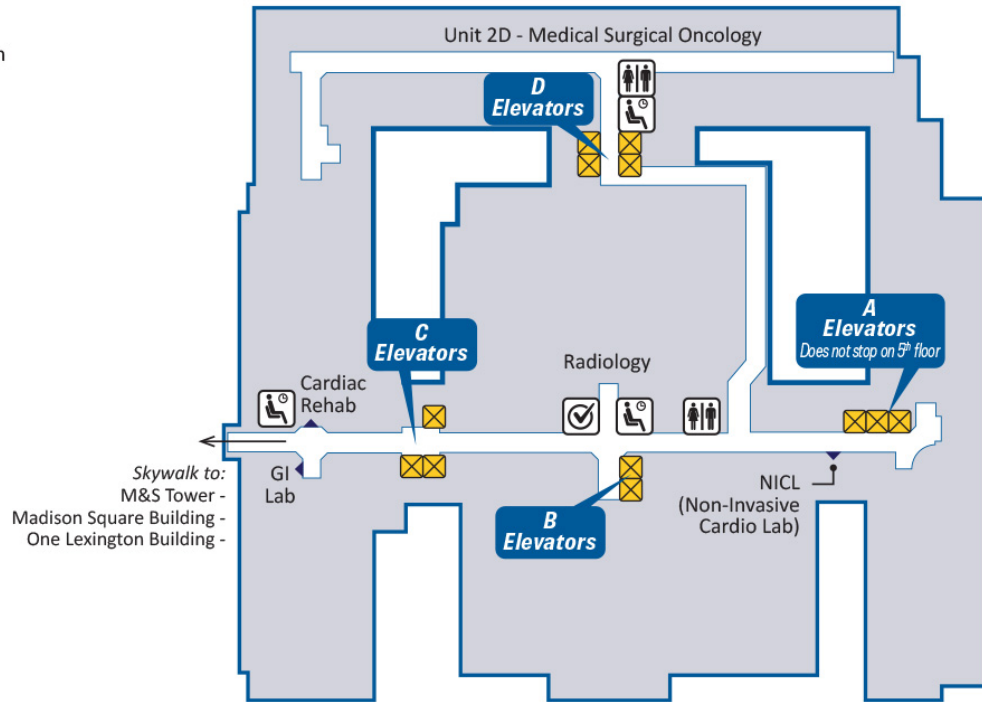 n
Unit 2D - Medical Surgical Oncology
D
Elevators
A
Elevators
Does not stop on 5th floor
C
Elevators
Radiology
Cardiac
Rehab
Skywalk to:
M&S Tower -
Madison Square Building -
One Lexington Building -
GI
Lab
B
Elevators
NICL
(Non-Invasive
Cardio Lab)